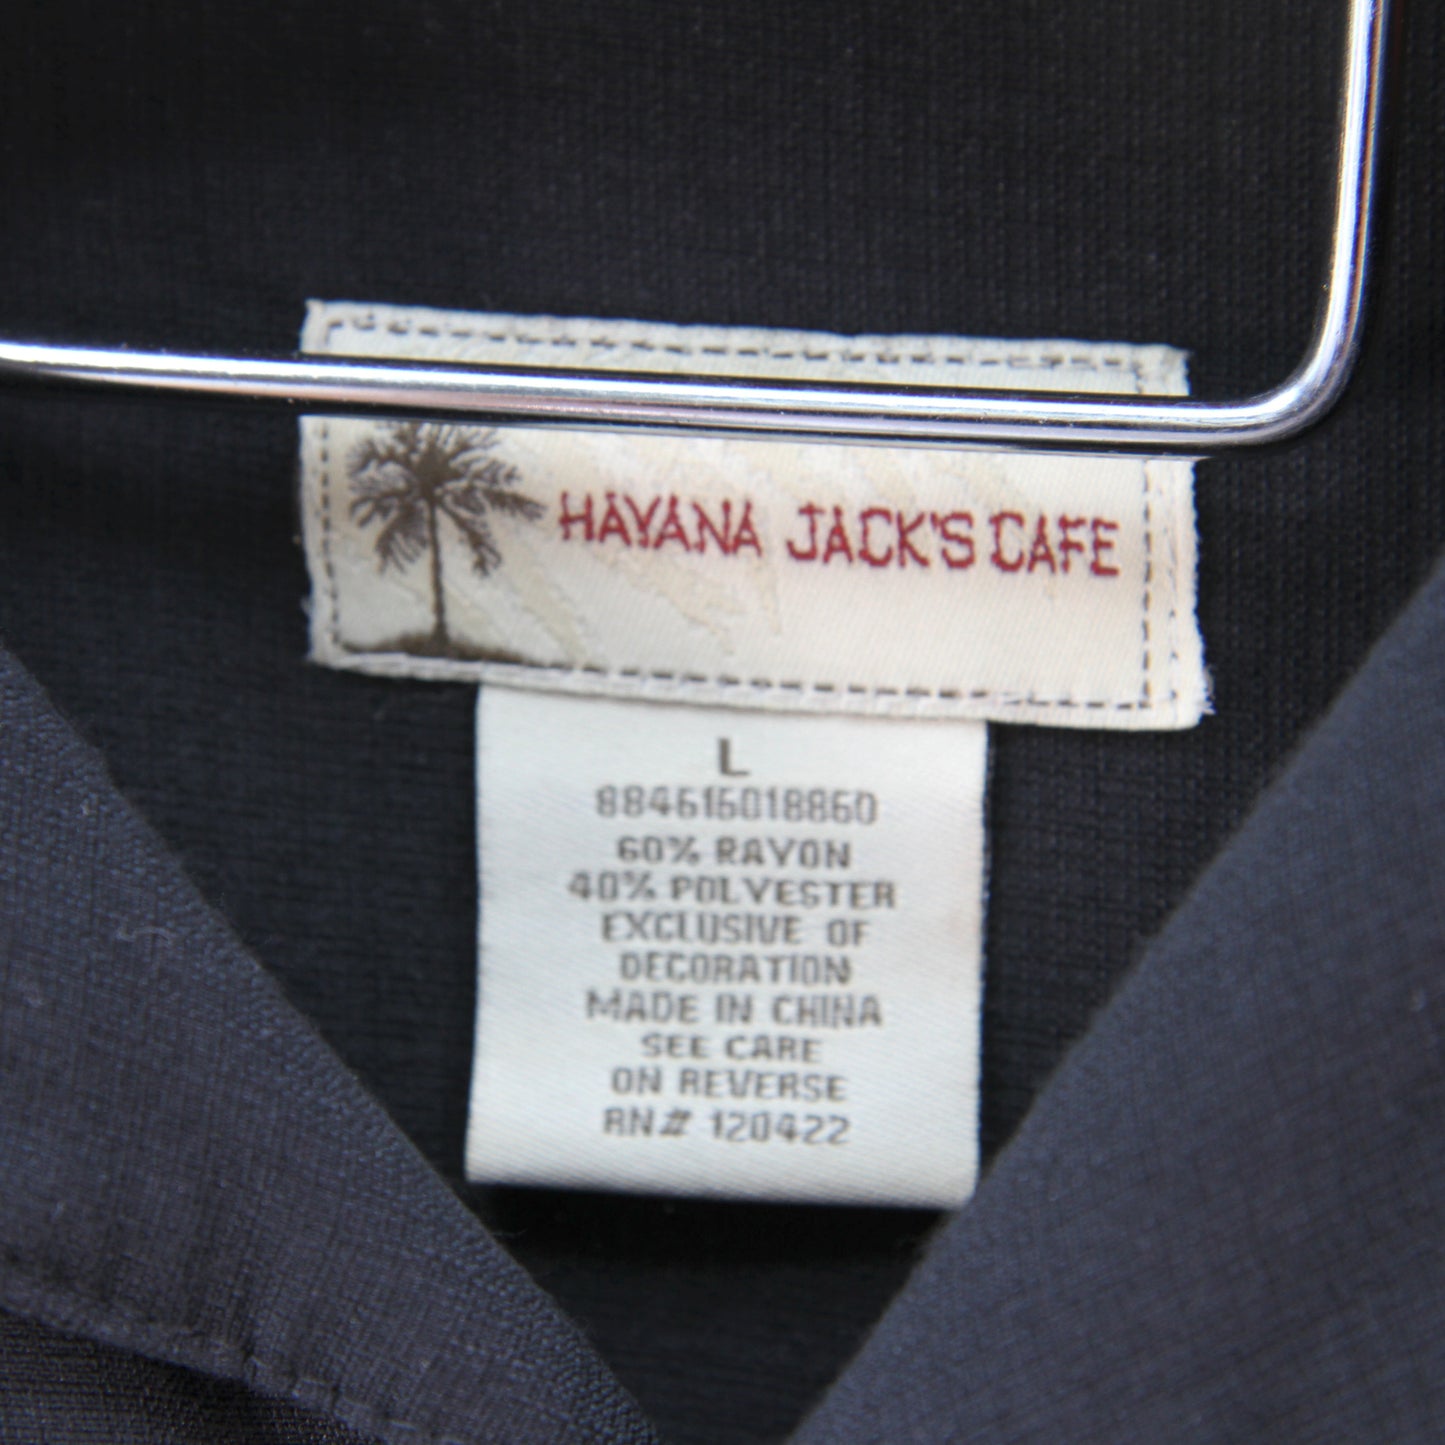 HAVANA JACK'S CAFE
L
884616018860
60% RAYON
40% POLYESTER
EXCLUSIVE OF
DECORATION
MADE IN CHINA
SEE CARE
ON REVERSE
RN# 120422